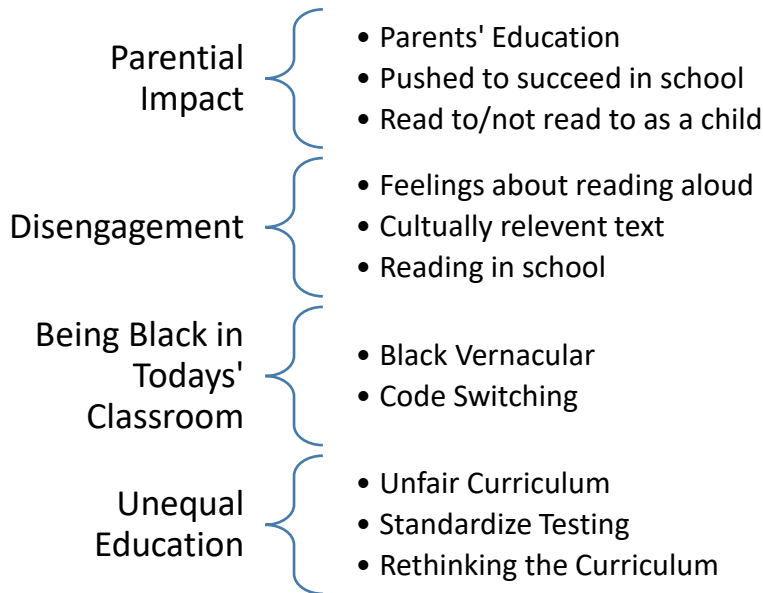 Parental
Impact
• Parents' Education
• Pushed to succeed in school
• Read to/not read to as a child
Disengagement
• Feelings about reading aloud
• Cultually relevent text
• Reading in school
Being Black in
Todays'
Classroom
• Black Vernacular
• Code Switching
Unequal
Education
• Unfair Curriculum
• Standardize Testing
• Rethinking the Curriculum